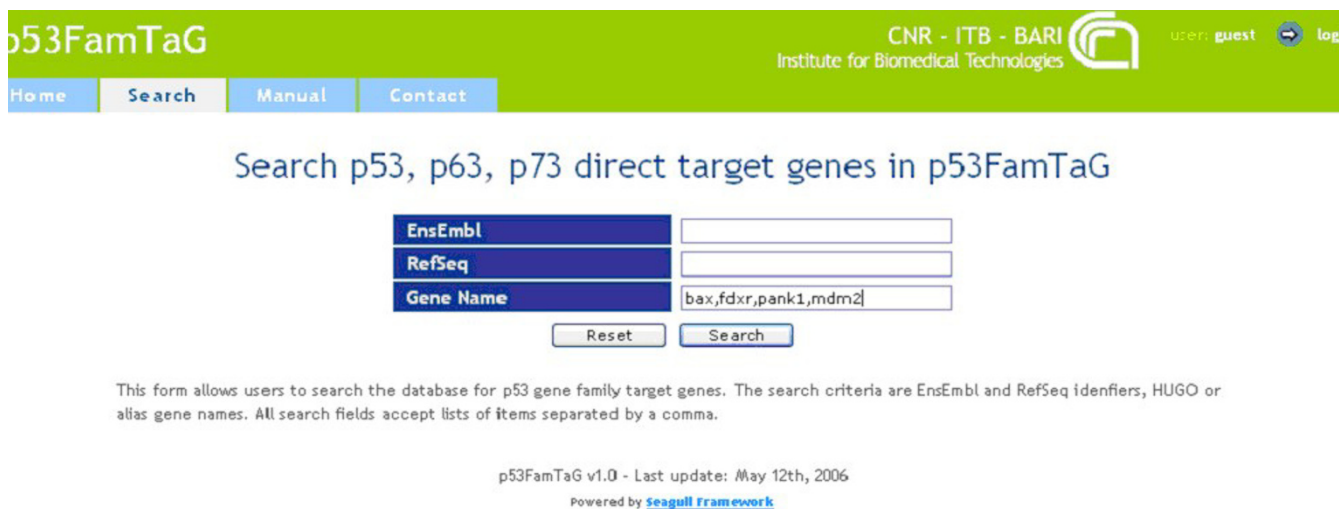 p53FamTaG
CNR - ITB - BARI
Institute for Biomedical Technologies
user: guest
log
Home Search Manual Contact
Search p53, p63, p73 direct target genes in p53FamTaG
EnsEmbl
RefSeq
Gene Name bax,fdxr,pank1,mdm2
Reset Search
This form allows users to search the database for p53 gene family target genes. The search criteria are EnsEmbl and RefSeq idenfiers, HUGO or
alias gene names. All search fields accept lists of items separated by a comma.
p53FamTaG v1.0 - Last update: May 12th, 2006
Powered by Seagull Framework